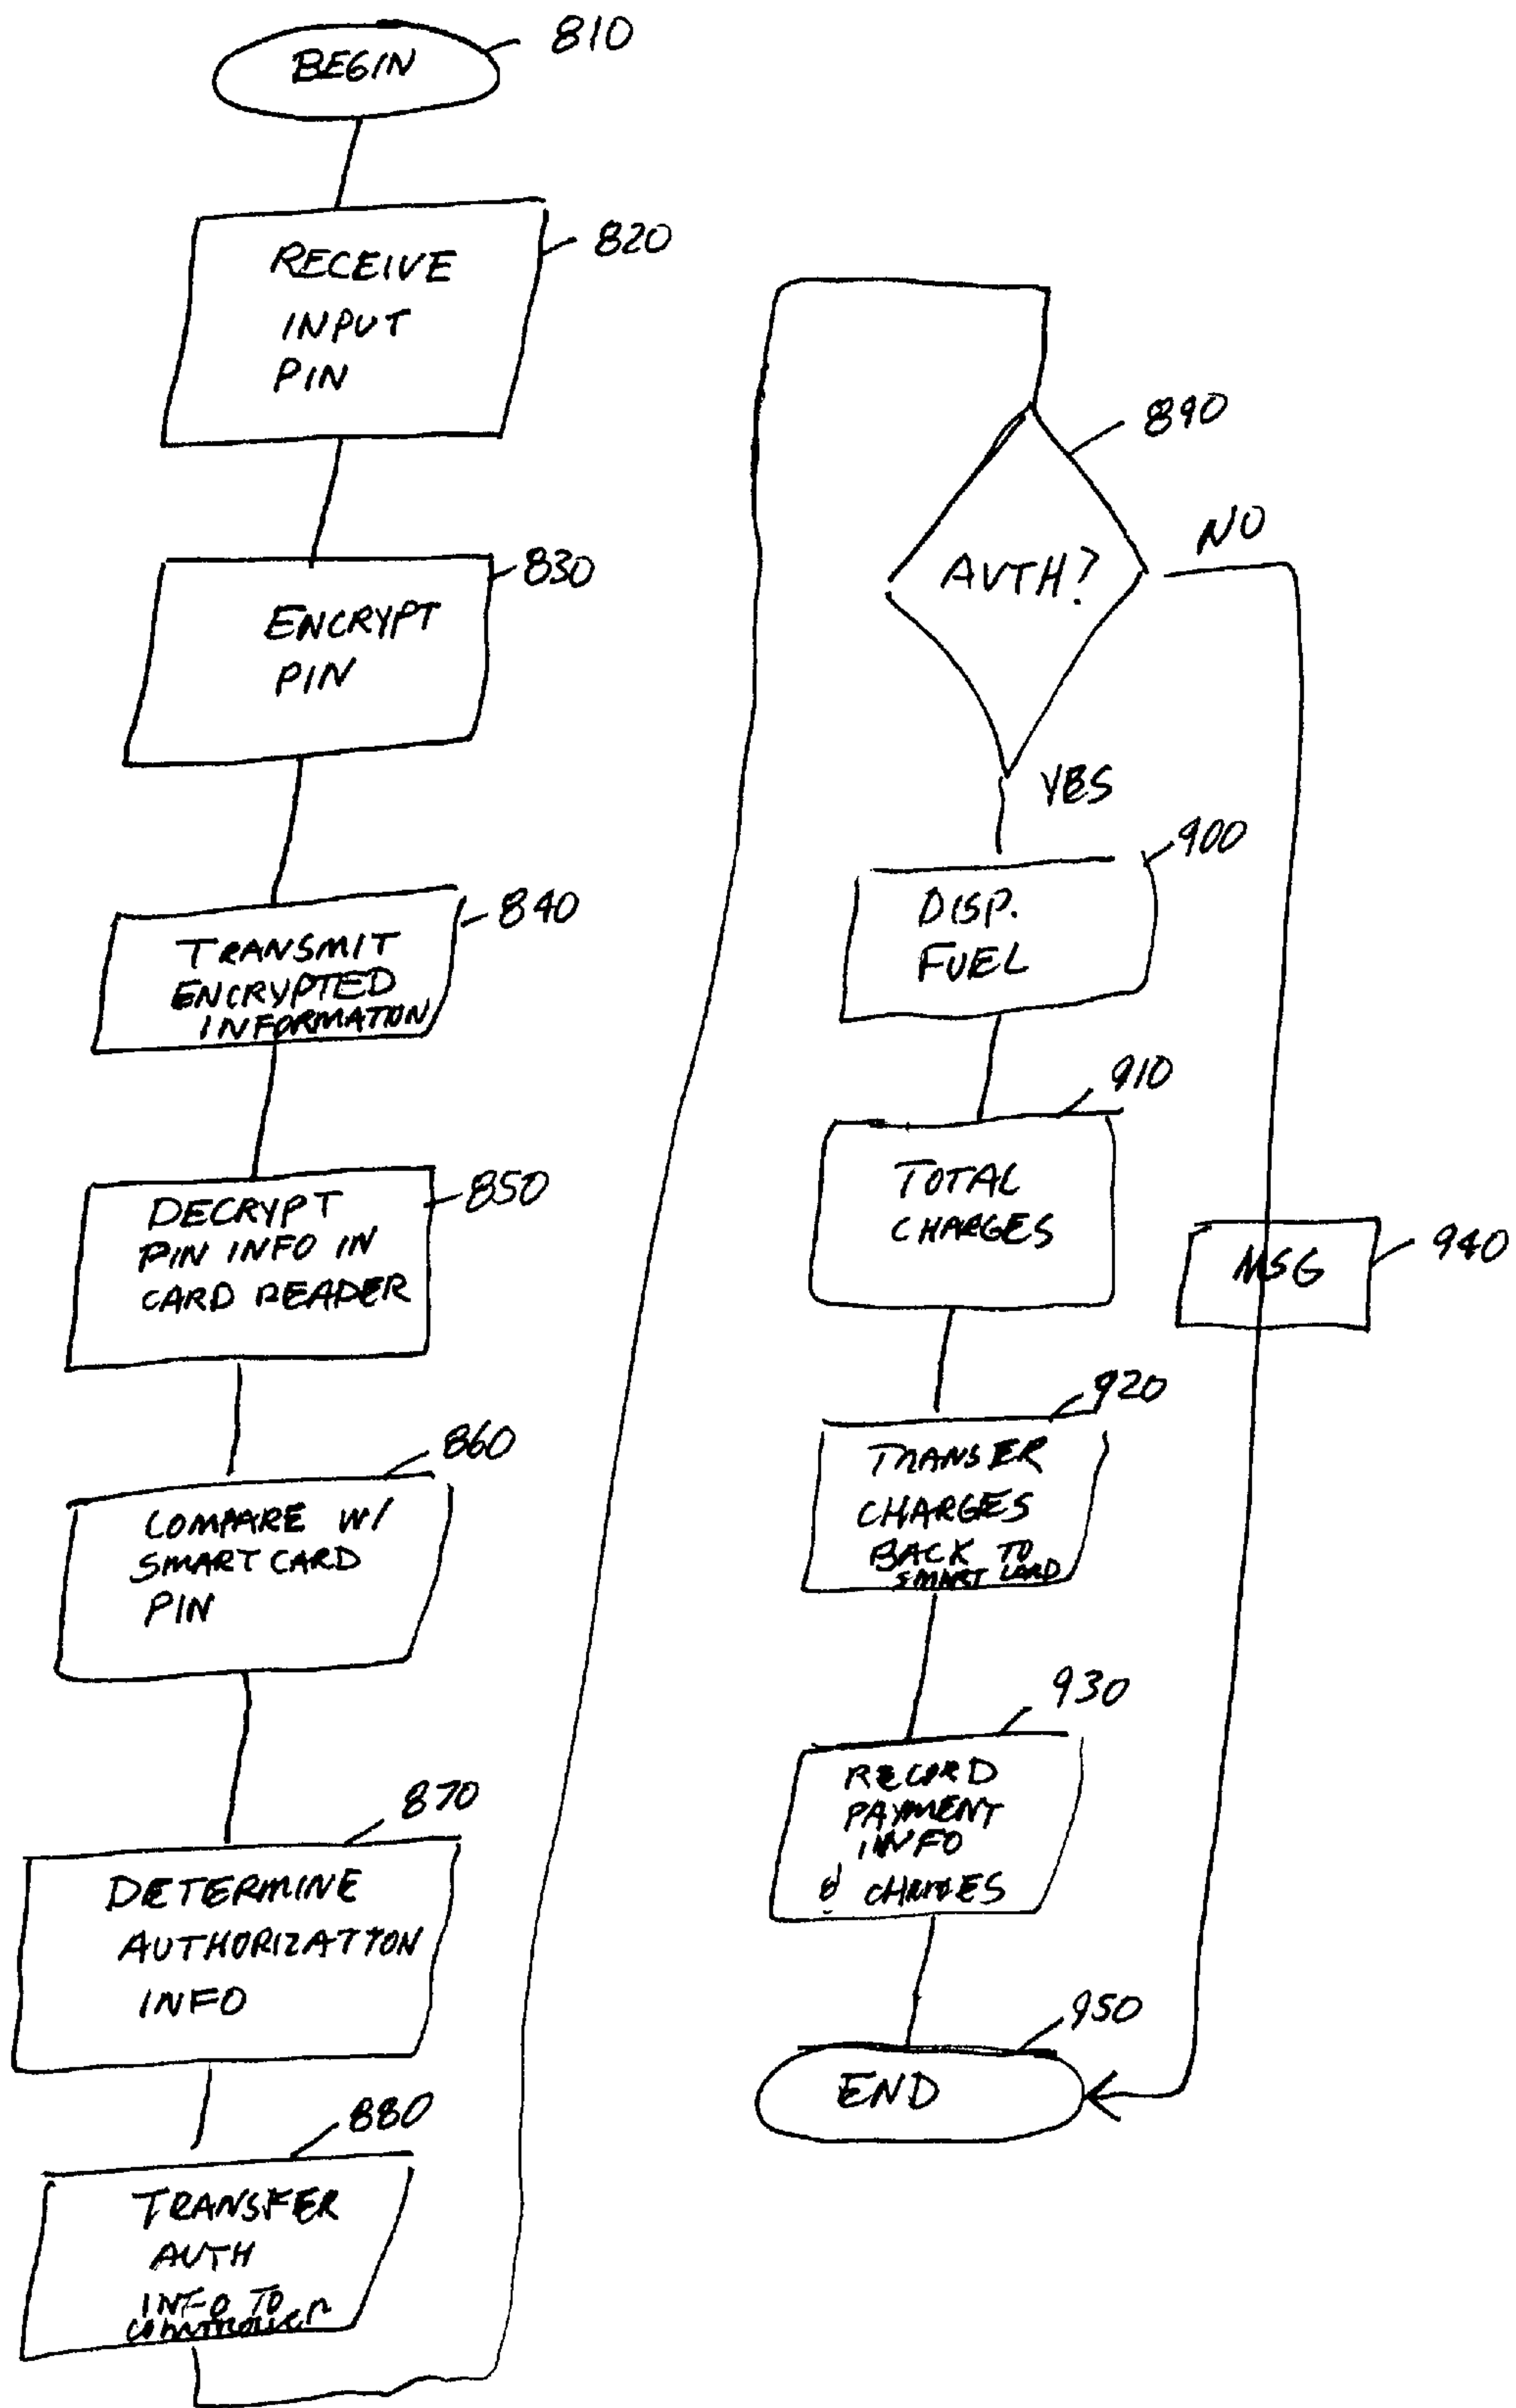 BEGIN
810
RECEIVE
INPUT
PIN
820
ENCRYPT
PIN
830
TRANSMIT
ENCRYPTED
INFORMATION
840
DECRYPT
PIN INFO IN
CARD READER
850
860
COMPARE W/
SMART CARD
PIN
870
DETERMINE
AUTHORIZATION
INFO
880
TRANSFER
AUTH
INFO TO
CONTROLLER
890
AUTH?
NO
YES
900
DISP.
FUEL
910
TOTAL
CHARGES
MSG
940
920
TRANSER
CHARGES
BACK TO
SMART CARD
930
RECORD
PAYMENT
INFO
& CHARGES
950
END